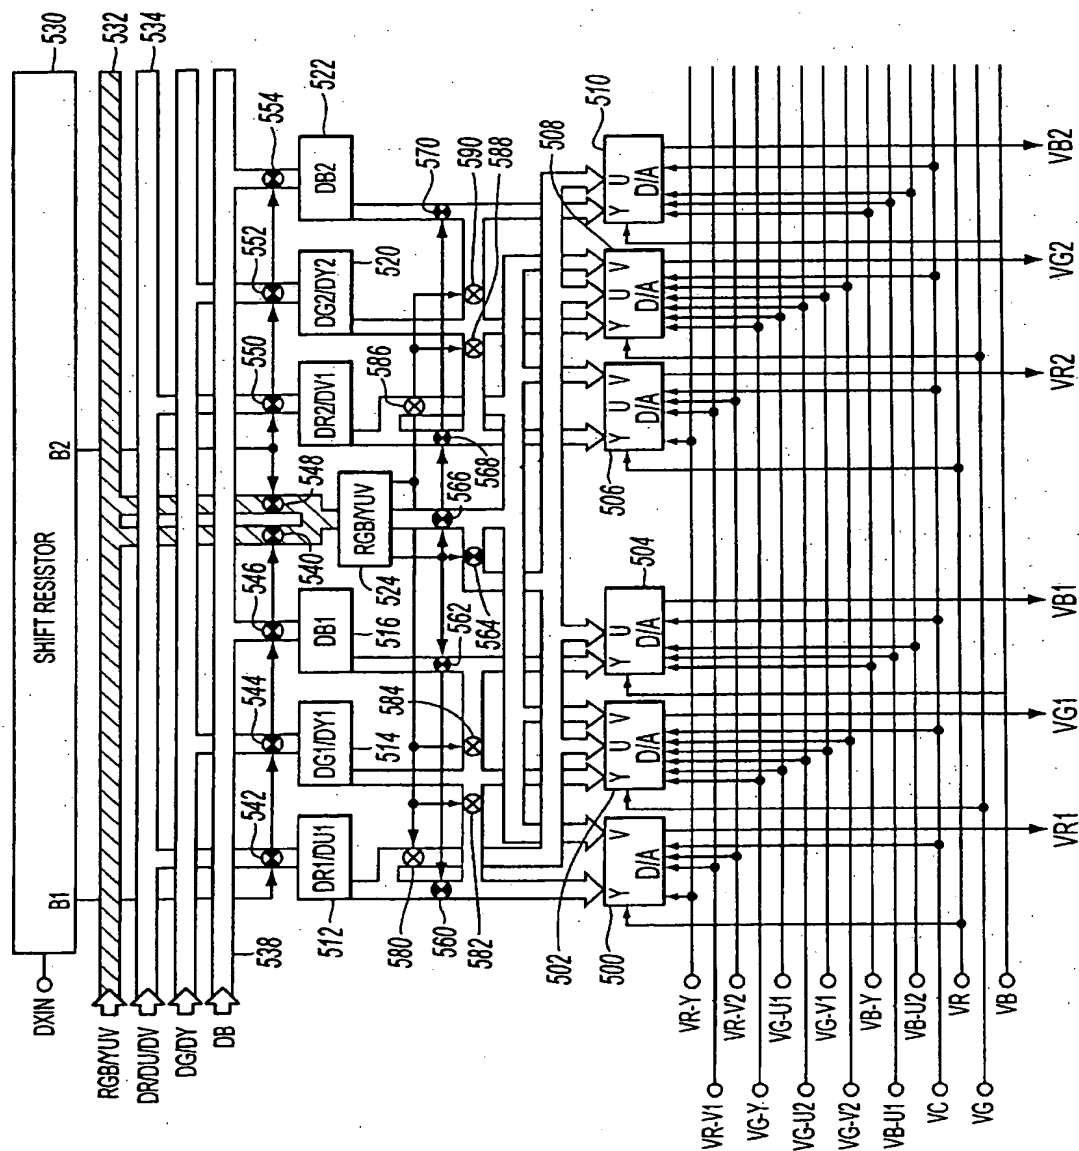 530
532
534
SHIFT RESISTOR
B1
B2
DXIN
RGB/YUV
DR/DU/DV
DG/DY
DB
538
542
544
546
540
548
550
552
554
522
DR1/DU1
DG1/DY1
DB1
RGB/YUV
DR2/DV1
DG2/DY2
DB2
512
514
516
524
520
580
560
582
584
562
564
566
568
586
570
590
588
508
510
Y V D/A
Y U V D/A
Y U D/A
Y U D/A
Y U V D/A
Y U D/A
500
502
504
506
VR1
VG1
VB1
VR2
VG2
VB2
VR-Y
VR-V1
VR-V2
VG-Y
VG-U1
VG-U2
VG-V1
VG-V2
VB-Y
VB-U1
VB-U2
VC
VR
VG
VB